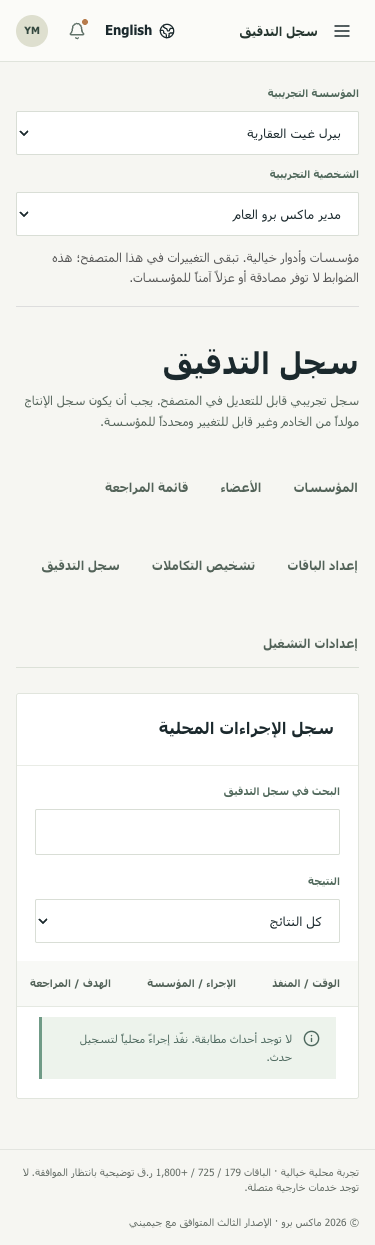 سجل التدقيق
English
YM
المؤسسة التجريبية
بيرل غيت العقارية
الشخصية التجريبية
مدير ماكس برو العام
مؤسسات وأدوار خيالية. تبقى التغييرات في هذا المتصفح؛ هذه
الضوابط لا توفر مصادقة أو عزلاً آمناً للمؤسسات.
سجل التدقيق
سجل تجريبي قابل للتعديل في المتصفح. يجب أن يكون سجل الإنتاج
مولداً من الخادم وغير قابل للتغيير ومحدداً للمؤسسة.
المؤسسات
الأعضاء
قائمة المراجعة
إعداد الباقات
تشخيص التكاملات
سجل التدقيق
إعدادات التشغيل
سجل الإجراءات المحلية
البحث في سجل التدقيق
النتيجة
كل النتائج
الوقت / المنفذ
الإجراء / المؤسسة
الهدف / المراجعة
لا توجد أحداث مطابقة. نفّذ إجراءً محلياً لتسجيل
حدث.
تجربة محلية خيالية · الباقات 179 / 725 / +1,800 ر.ق توضيحية بانتظار الموافقة. لا
توجد خدمات خارجية متصلة.
© 2026 ماكس برو · الإصدار الثالث المتوافق مع جيميني